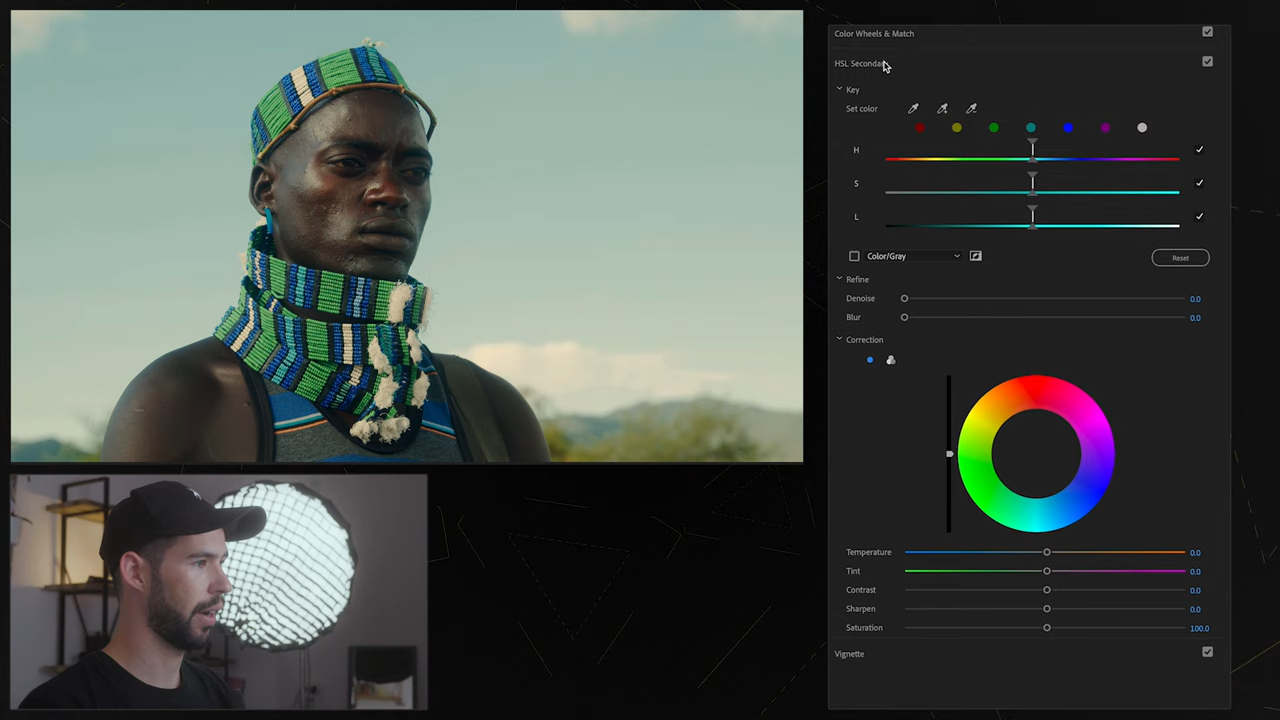 Color Wheels & Match
HSL Secondary
Key
Set color
H
S
L
Color/Gray
Reset
Refine
Denoise 0.0
Blur 0.0
Correction
Temperature 0.0
Tint 0.0
Contrast 0.0
Sharpen 0.0
Saturation 100.0
Vignette